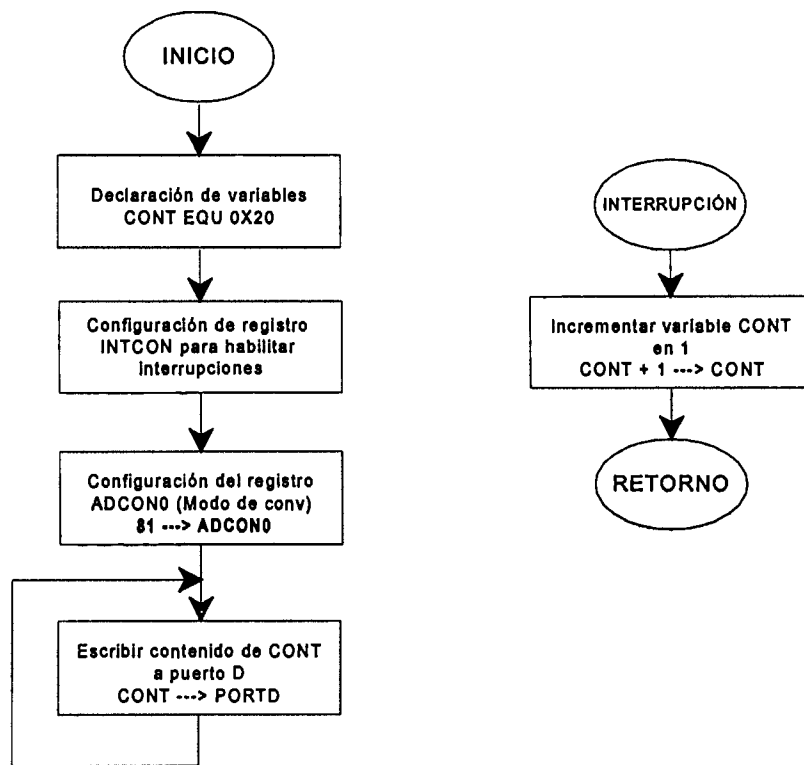 INICIO
Declaración de variables
CONT EQU 0X20
Configuración de registro
INTCON para habilitar
interrupciones
Configuración del registro
ADCON0 (Modo de conv)
81 ---> ADCON0
Escribir contenido de CONT
a puerto D
CONT ---> PORTD
INTERRUPCIÓN
Incrementar variable CONT
en 1
CONT + 1 ---> CONT
RETORNO